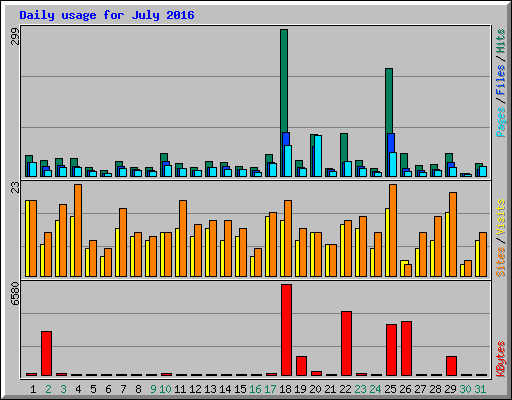 Daily usage for July 2016
299
Pages / Files / Hits
23
Sites / Visits
6580
KBytes
1 2 3 4 5 6 7 8 9 10 11 12 13 14 15 16 17 18 19 20 21 22 23 24 25 26 27 28 29 30 31